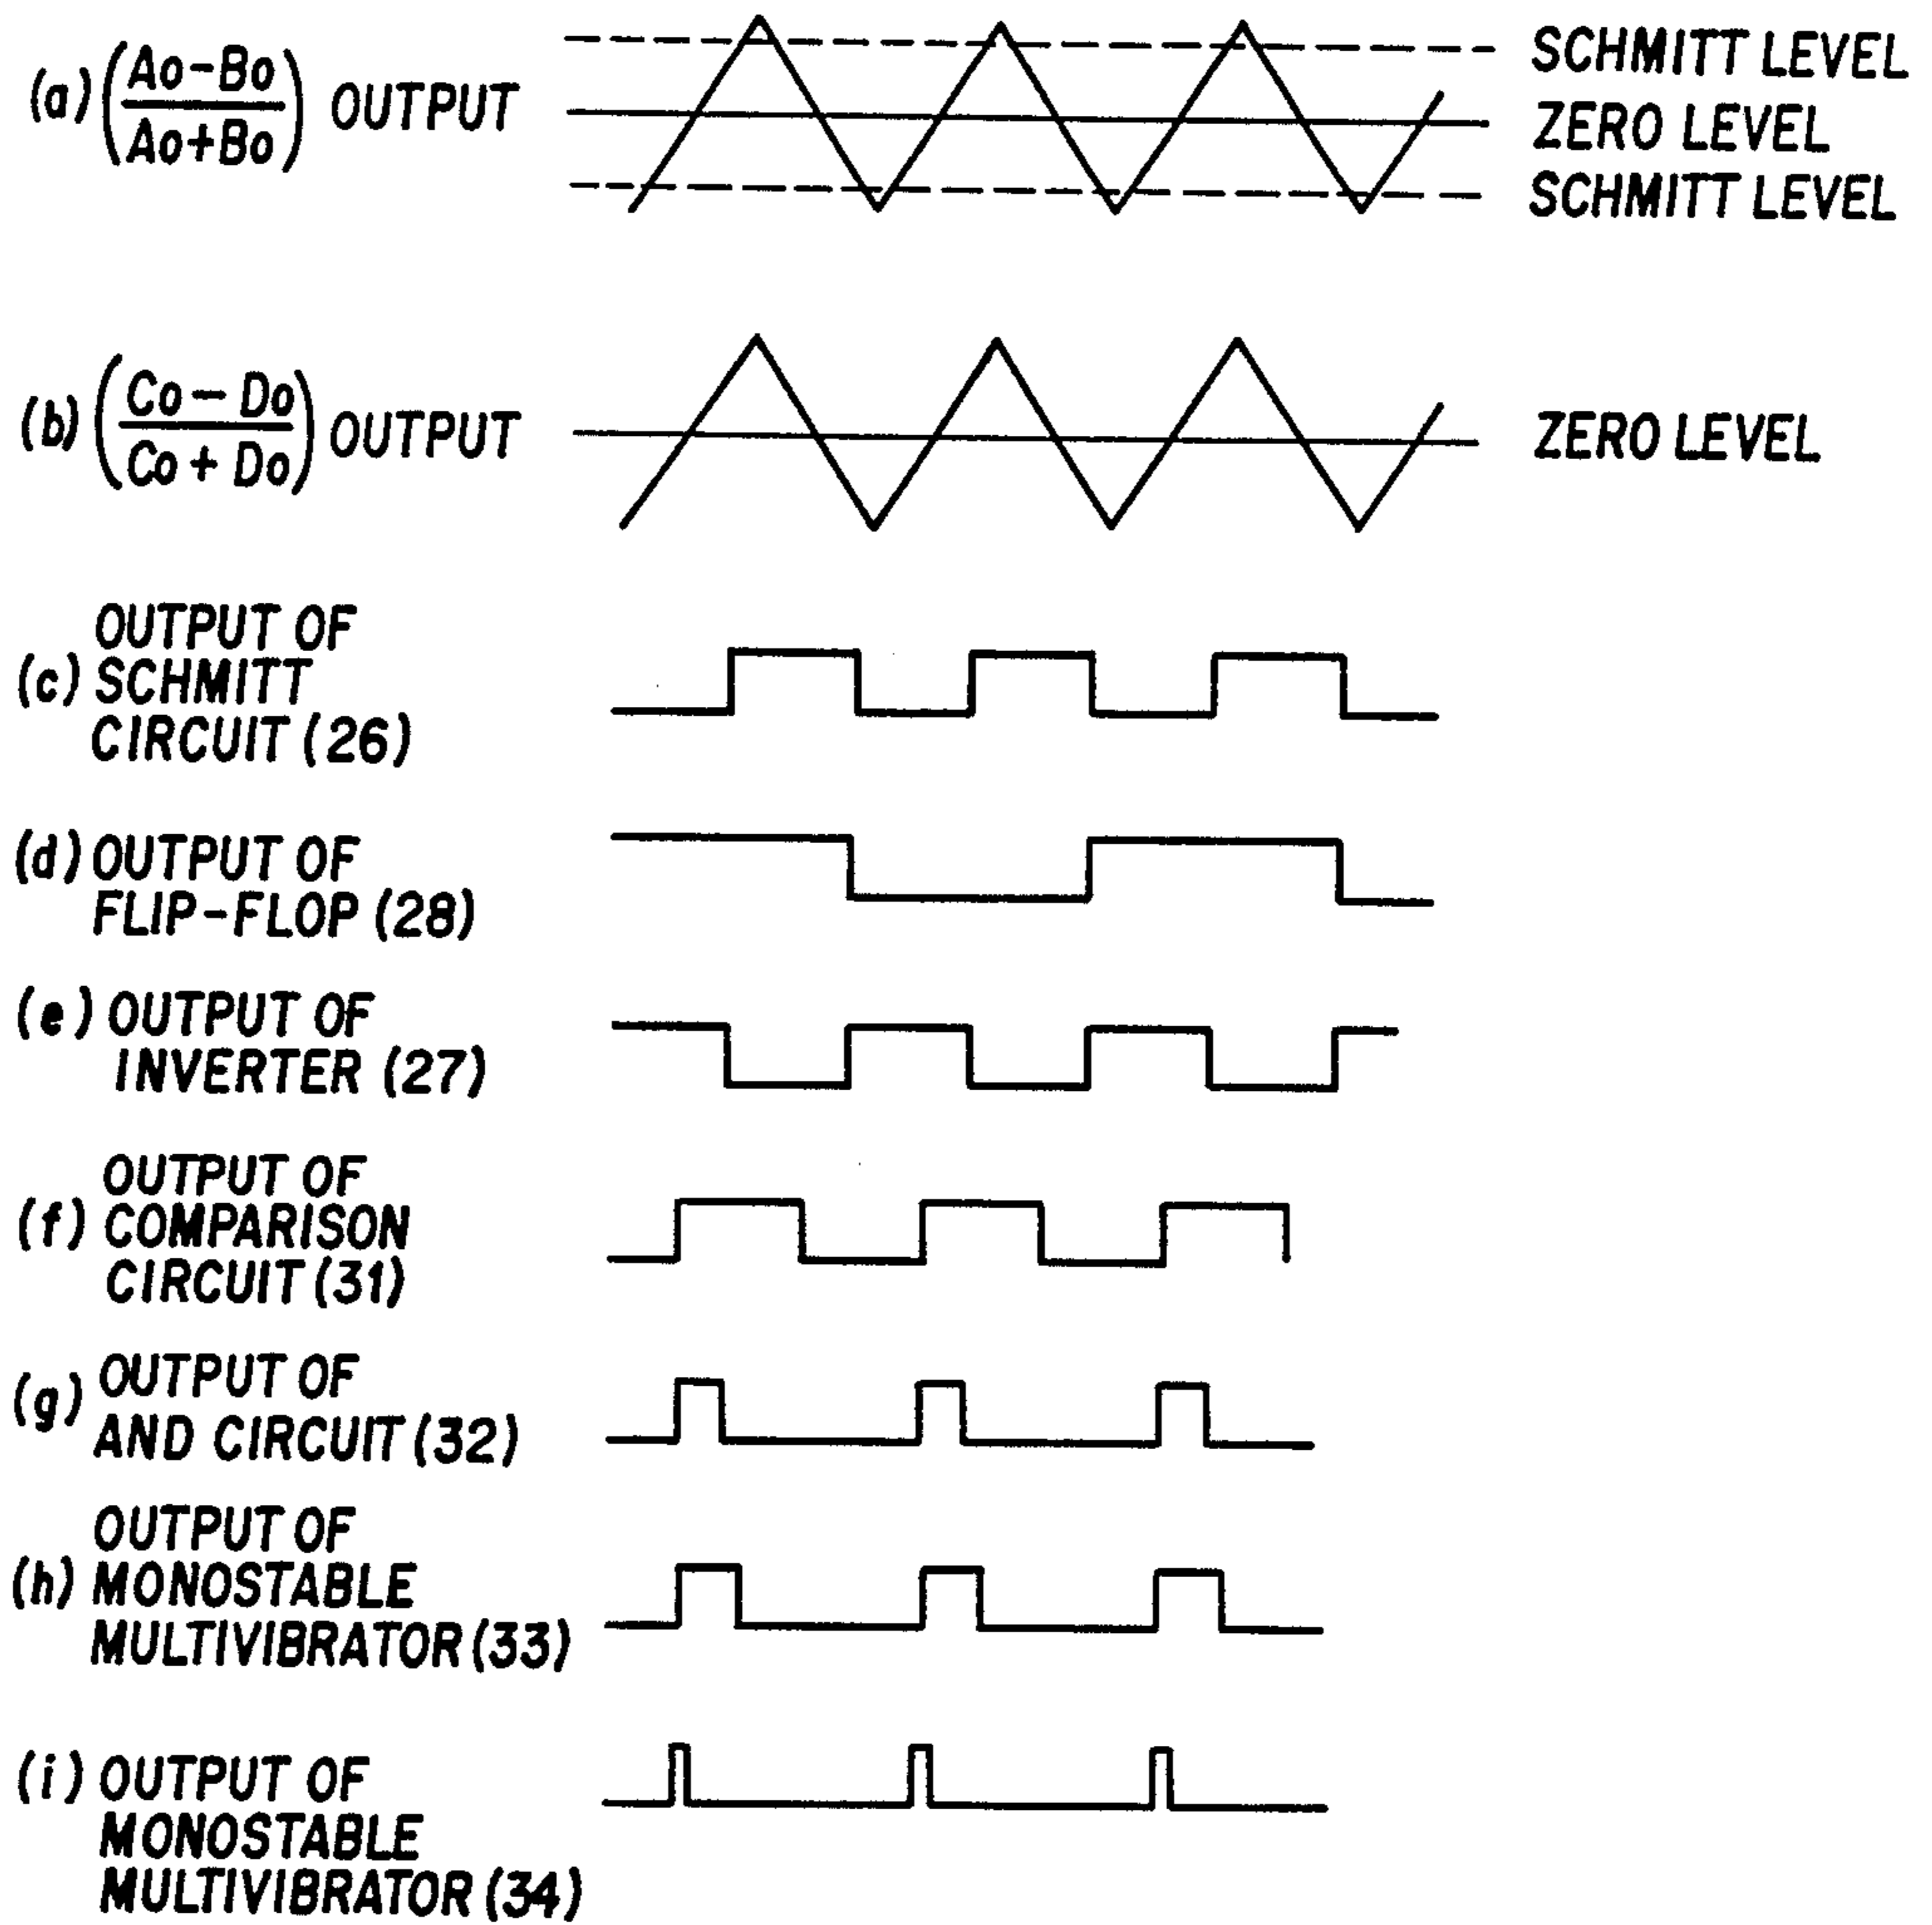 (a) (Ao-Bo / Ao+Bo) OUTPUT
SCHMITT LEVEL
ZERO LEVEL
SCHMITT LEVEL
(b) (Co-Do / Co+Do) OUTPUT
ZERO LEVEL
OUTPUT OF
(c) SCHMITT
CIRCUIT (26)
(d) OUTPUT OF
FLIP-FLOP (28)
(e) OUTPUT OF
INVERTER (27)
OUTPUT OF
(f) COMPARISON
CIRCUIT (31)
(g) OUTPUT OF
AND CIRCUIT (32)
OUTPUT OF
(h) MONOSTABLE
MULTIVIBRATOR (33)
(i) OUTPUT OF
MONOSTABLE
MULTIVIBRATOR (34)